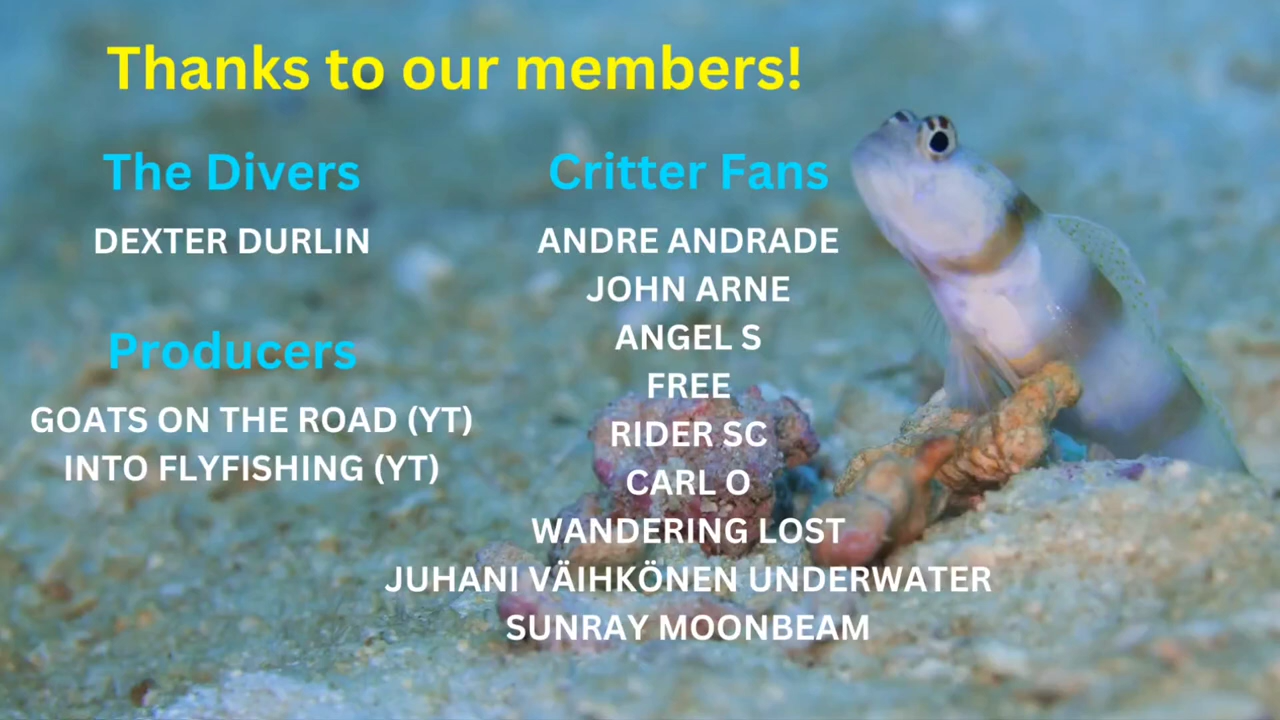 Thanks to our members!
The Divers
DEXTER DURLIN
Producers
GOATS ON THE ROAD (YT)
INTO FLYFISHING (YT)
Critter Fans
ANDRE ANDRADE
JOHN ARNE
ANGEL S
FREE
RIDER SC
CARL O
WANDERING LOST
JUHANI VÄIHKÖNEN UNDERWATER
SUNRAY MOONBEAM